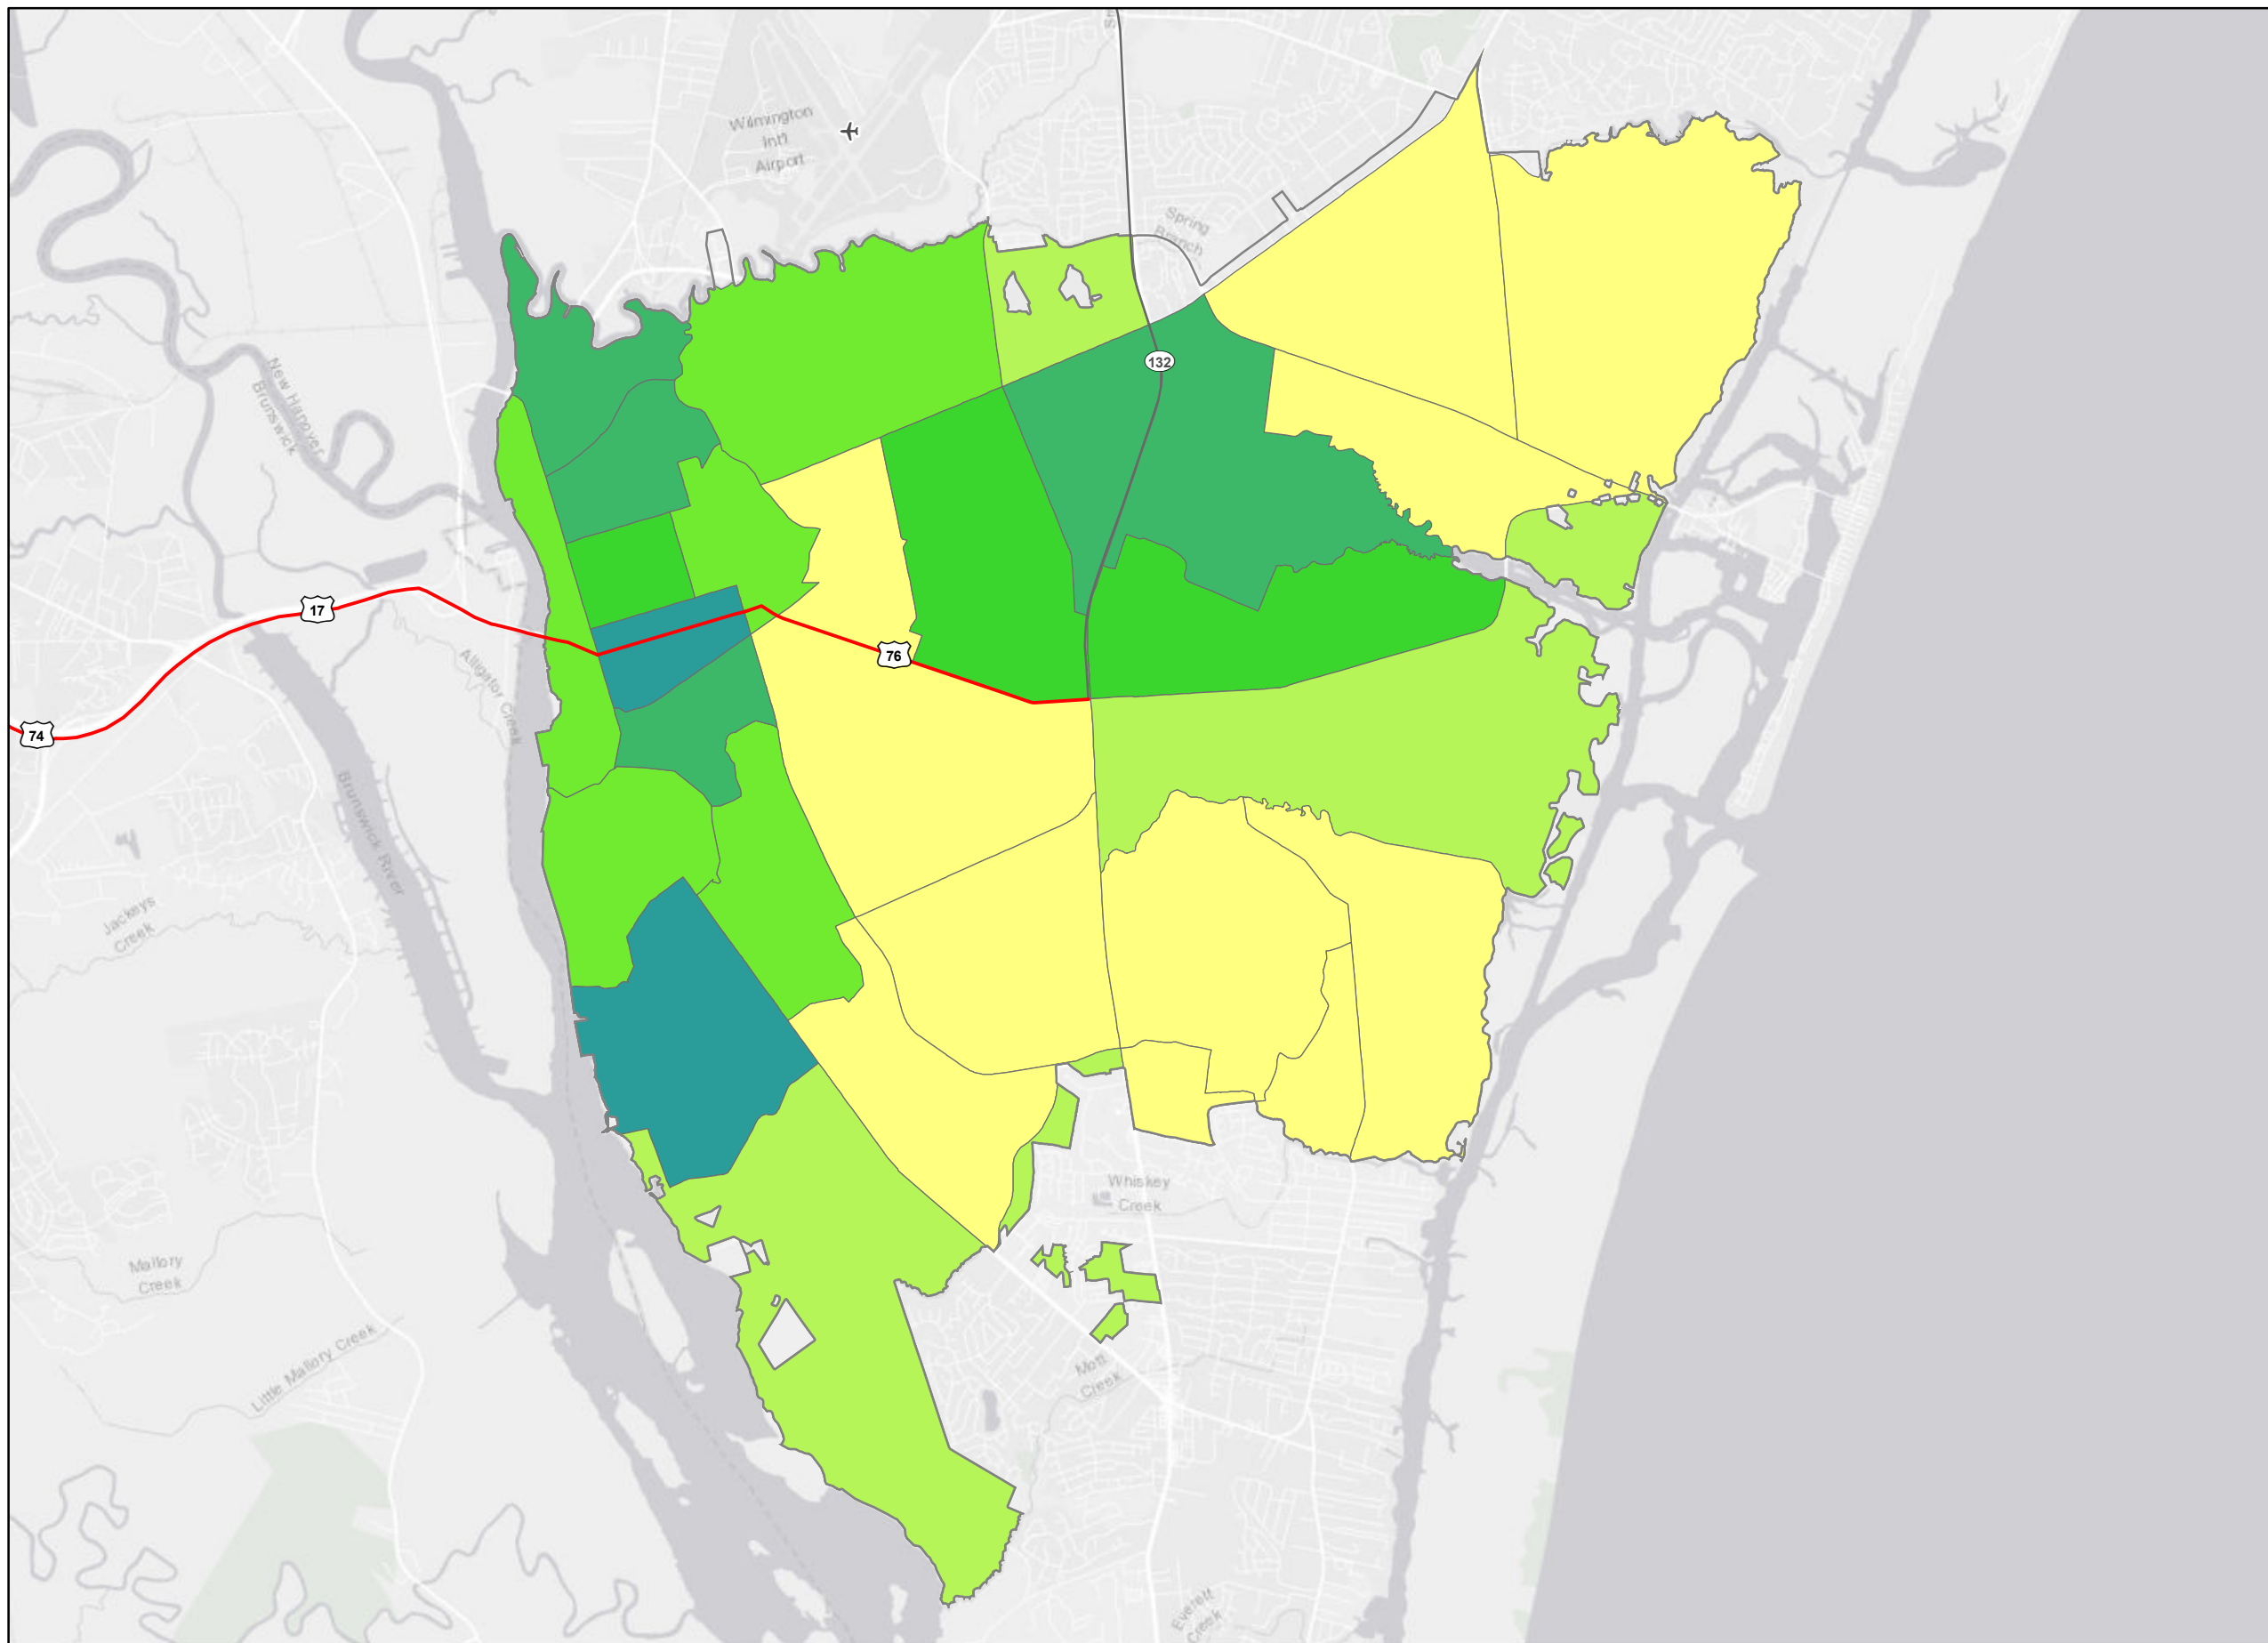 Wilmington
Int'l
Airport
Spring
Branch
132
New Hanover
Brunswick
17
76
74
Alligator Creek
Brunswick River
Jackeys
Creek
Whiskey
Creek
Mallory
Creek
Little Mallory Creek
Mott
Creek
Everett
Creek